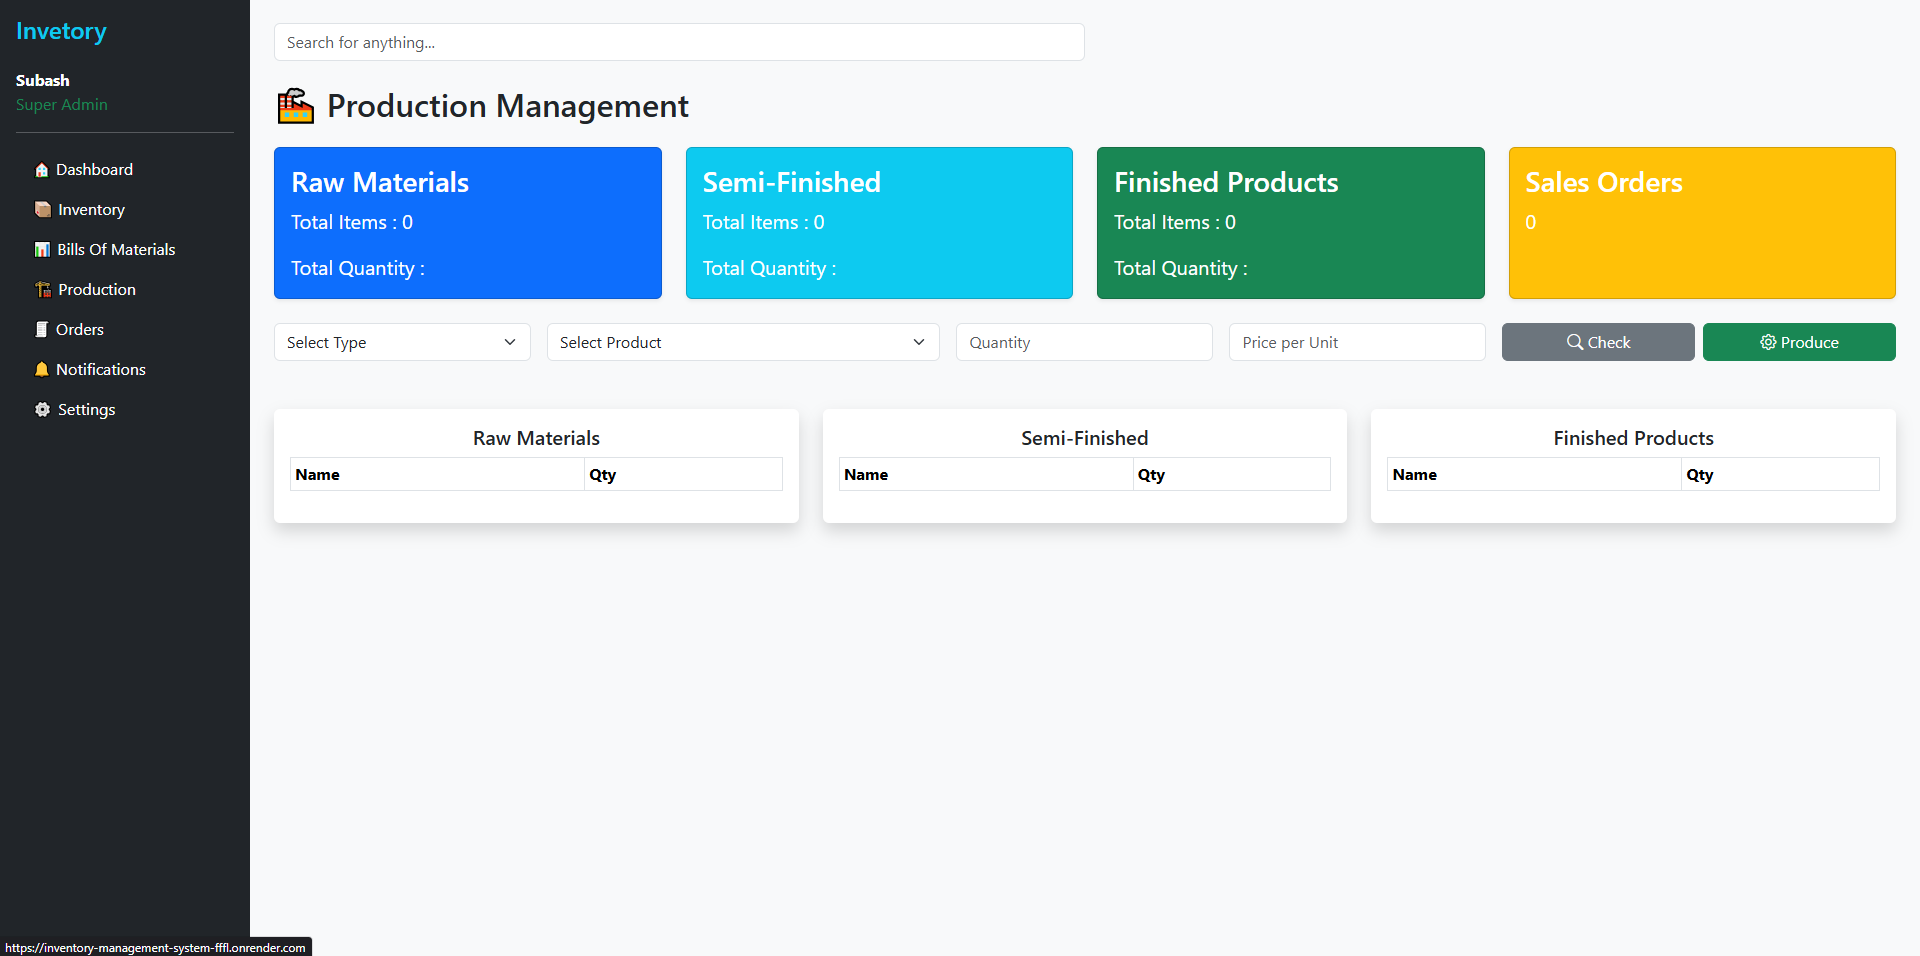 Invetory
Subash
Super Admin
Dashboard
Inventory
Bills Of Materials
Production
Orders
Notifications
Settings
Search for anything...
Production Management
Raw Materials
Total Items : 0
Total Quantity :
Semi-Finished
Total Items : 0
Total Quantity :
Finished Products
Total Items : 0
Total Quantity :
Sales Orders
0
Select Type
Select Product
Quantity
Price per Unit
Check
Produce
Raw Materials
Name Qty
Semi-Finished
Name Qty
Finished Products
Name Qty
https://inventory-management-system-fffl.onrender.com